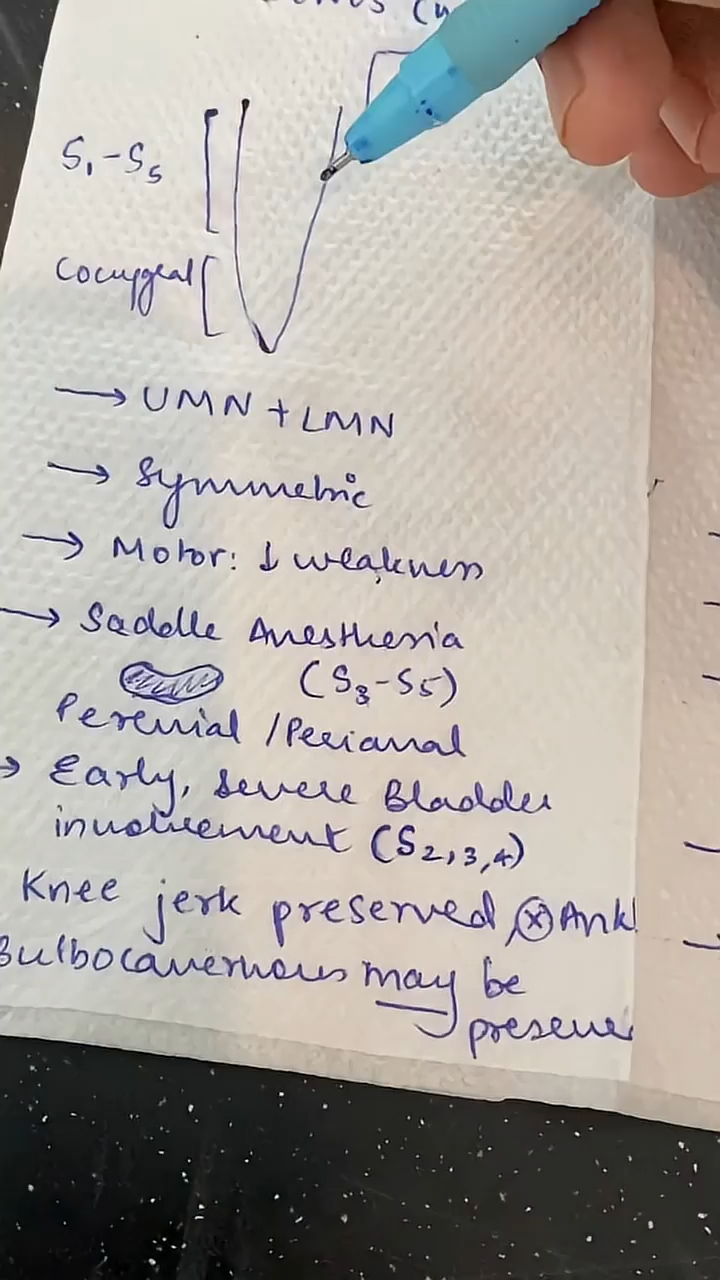 S1-S5
Coccygeal
→ UMN + LMN
→ Symmetric
→ Motor: ↓ weakness
→ Saddle Anesthesia
(S3-S5)
Perenial / Perianal
→ Early, severe Bladder
involvement (S2,3,4)
Knee jerk preserved, ⊗ Ankl
Bulbocavernous may be
preserve